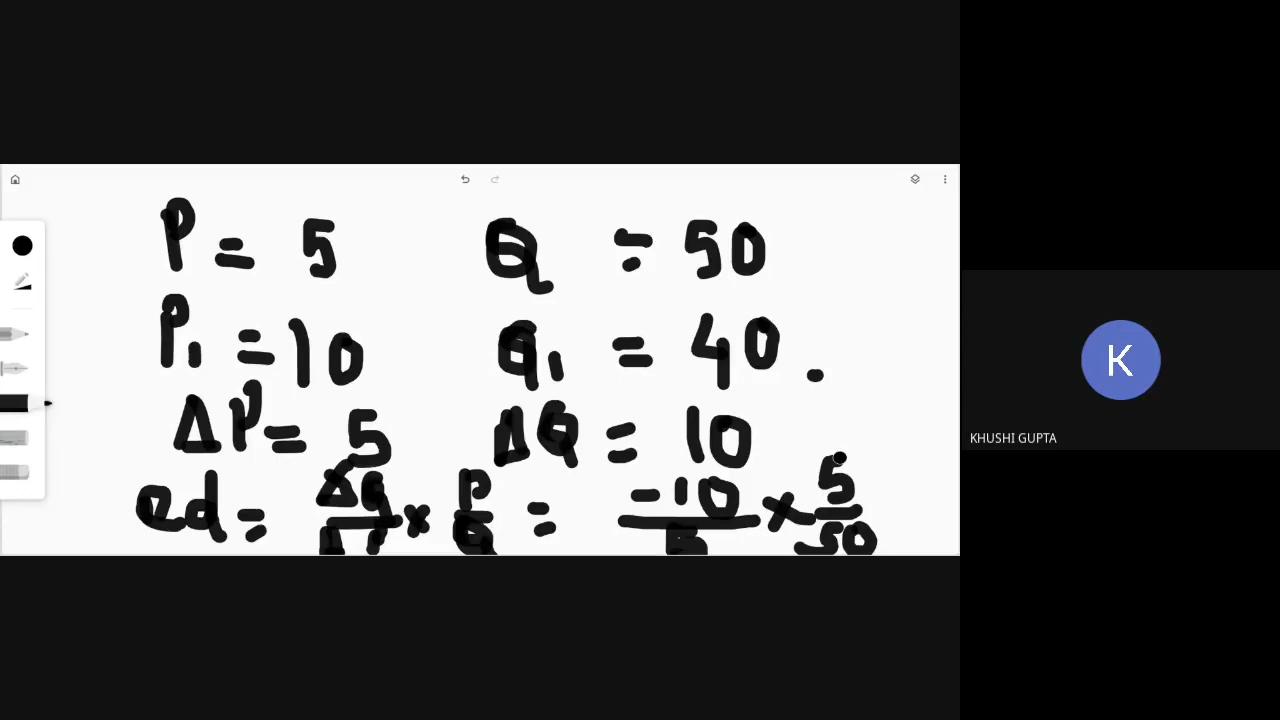 P = 5 Q = 50
P₁ = 10 Q₁ = 40 .
ΔP = 5 ΔQ = 10
ed = ΔQ/ΔP × P/Q = -10/5 × 5/50
K
KHUSHI GUPTA